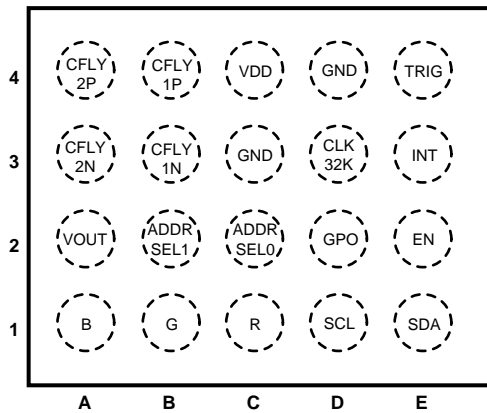 4 CFLY 2P CFLY 1P VDD GND TRIG
3 CFLY 2N CFLY 1N GND CLK 32K INT
2 VOUT ADDR SEL1 ADDR SEL0 GPO EN
1 B G R SCL SDA
A B C D E